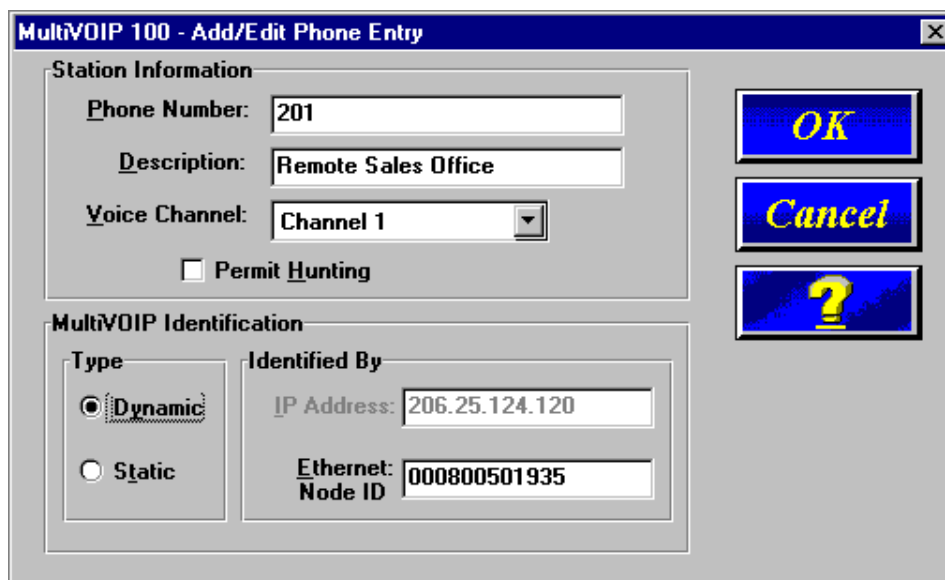 MultiVOIP 100 - Add/Edit Phone Entry
Station Information
Phone Number: 201
Description: Remote Sales Office
Voice Channel: Channel 1
Permit Hunting
OK
Cancel
?
MultiVOIP Identification
Type
Dynamic
Static
Identified By
IP Address: 206.25.124.120
Ethernet: 000800501935
Node ID